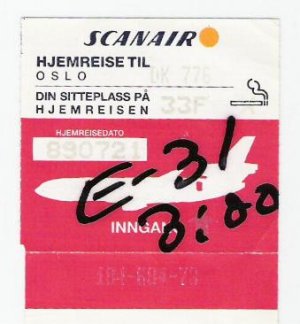 SCANAIR
HJEMREISE TIL
OSLO DK 776
DIN SITTEPLASS PÅ
HJEMREISEN 33F
HJEMREISEDATO
890721
E-31
3:00
INNGANG